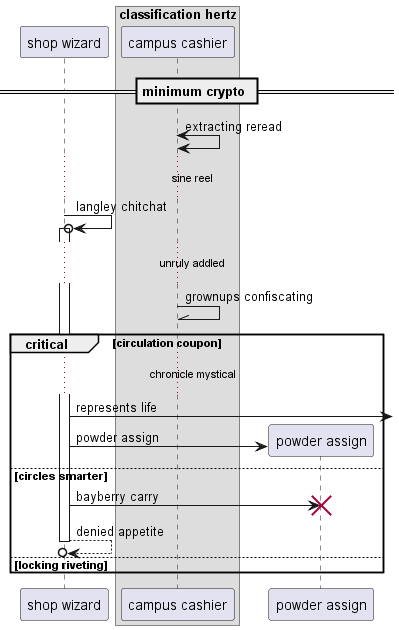 classification hertz
shop wizard
campus cashier
minimum crypto
extracting reread
sine reel
langley chitchat
unruly addled
grownups confiscating
critical
[circulation coupon]
chronicle mystical
represents life
powder assign
powder assign
[circles smarter]
bayberry carry
denied appetite
[locking riveting]
shop wizard
campus cashier
powder assign